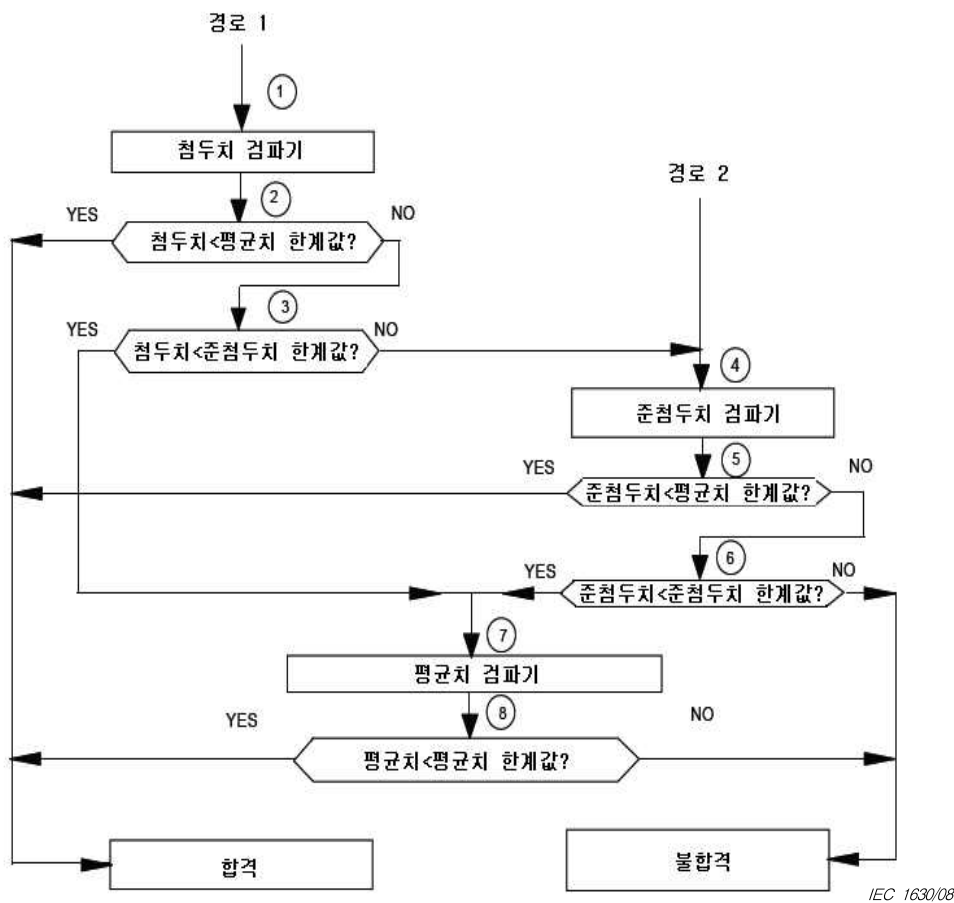 경로 1
1
첨두치 검파기
경로 2
2
YES
NO
첨두치<평균치 한계값?
3
YES
NO
첨두치<준첨두치 한계값?
4
준첨두치 검파기
5
YES
NO
준첨두치<평균치 한계값?
6
YES
NO
준첨두치<준첨두치 한계값?
7
평균치 검파기
8
YES
NO
평균치<평균치 한계값?
합격
불합격
IEC 1630/08